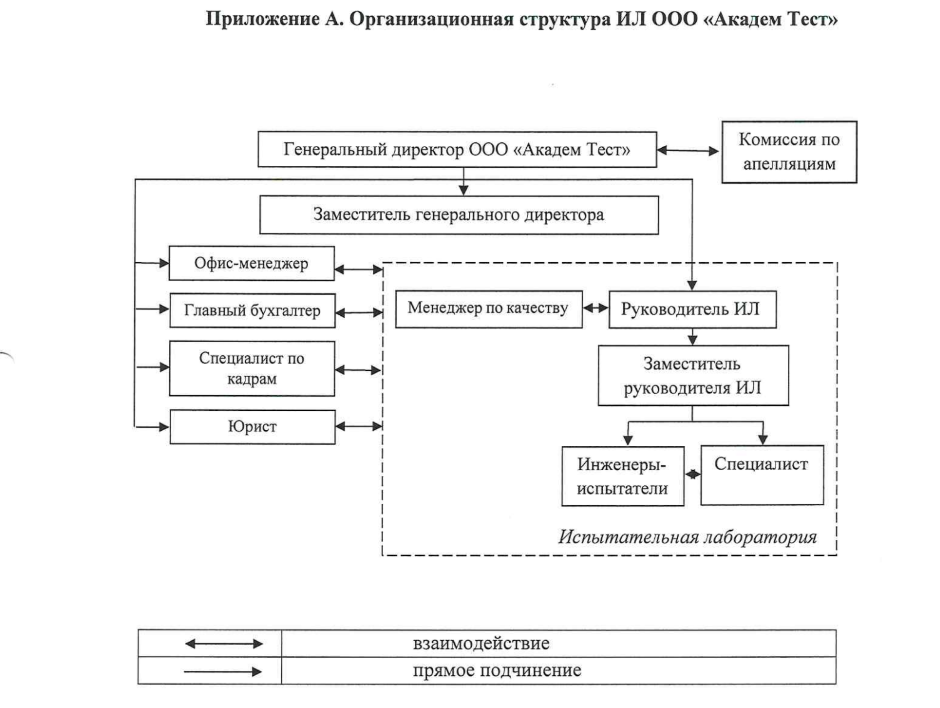 Приложение А. Организационная структура ИЛ ООО «Академ Тест»
Генеральный директор ООО «Академ Тест»
Комиссия по
апелляциям
Заместитель генерального директора
Офис-менеджер
Главный бухгалтер
Специалист по
кадрам
Юрист
Менеджер по качеству
Руководитель ИЛ
Заместитель
руководителя ИЛ
Инженеры-
испытатели
Специалист
Испытательная лаборатория
взаимодействие
прямое подчинение